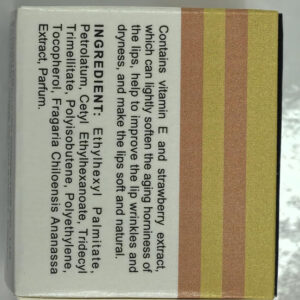 Contains vitamin E and strawberry extract,
which can lightly soften the aging horniness of
the lips, help to improve the lip wrinkles and
dryness, and make the lips soft and natural.
INGREDIENT: Ethylhexyl Palmitate,
Petrolatum, Cetyl Ethylhexanoate, Tridecyl
Trimellitate, Polyisobutene, Polyethylene,
Tocopherol, Fragaria Chiloensis Ananassa
Extract, Parfum.